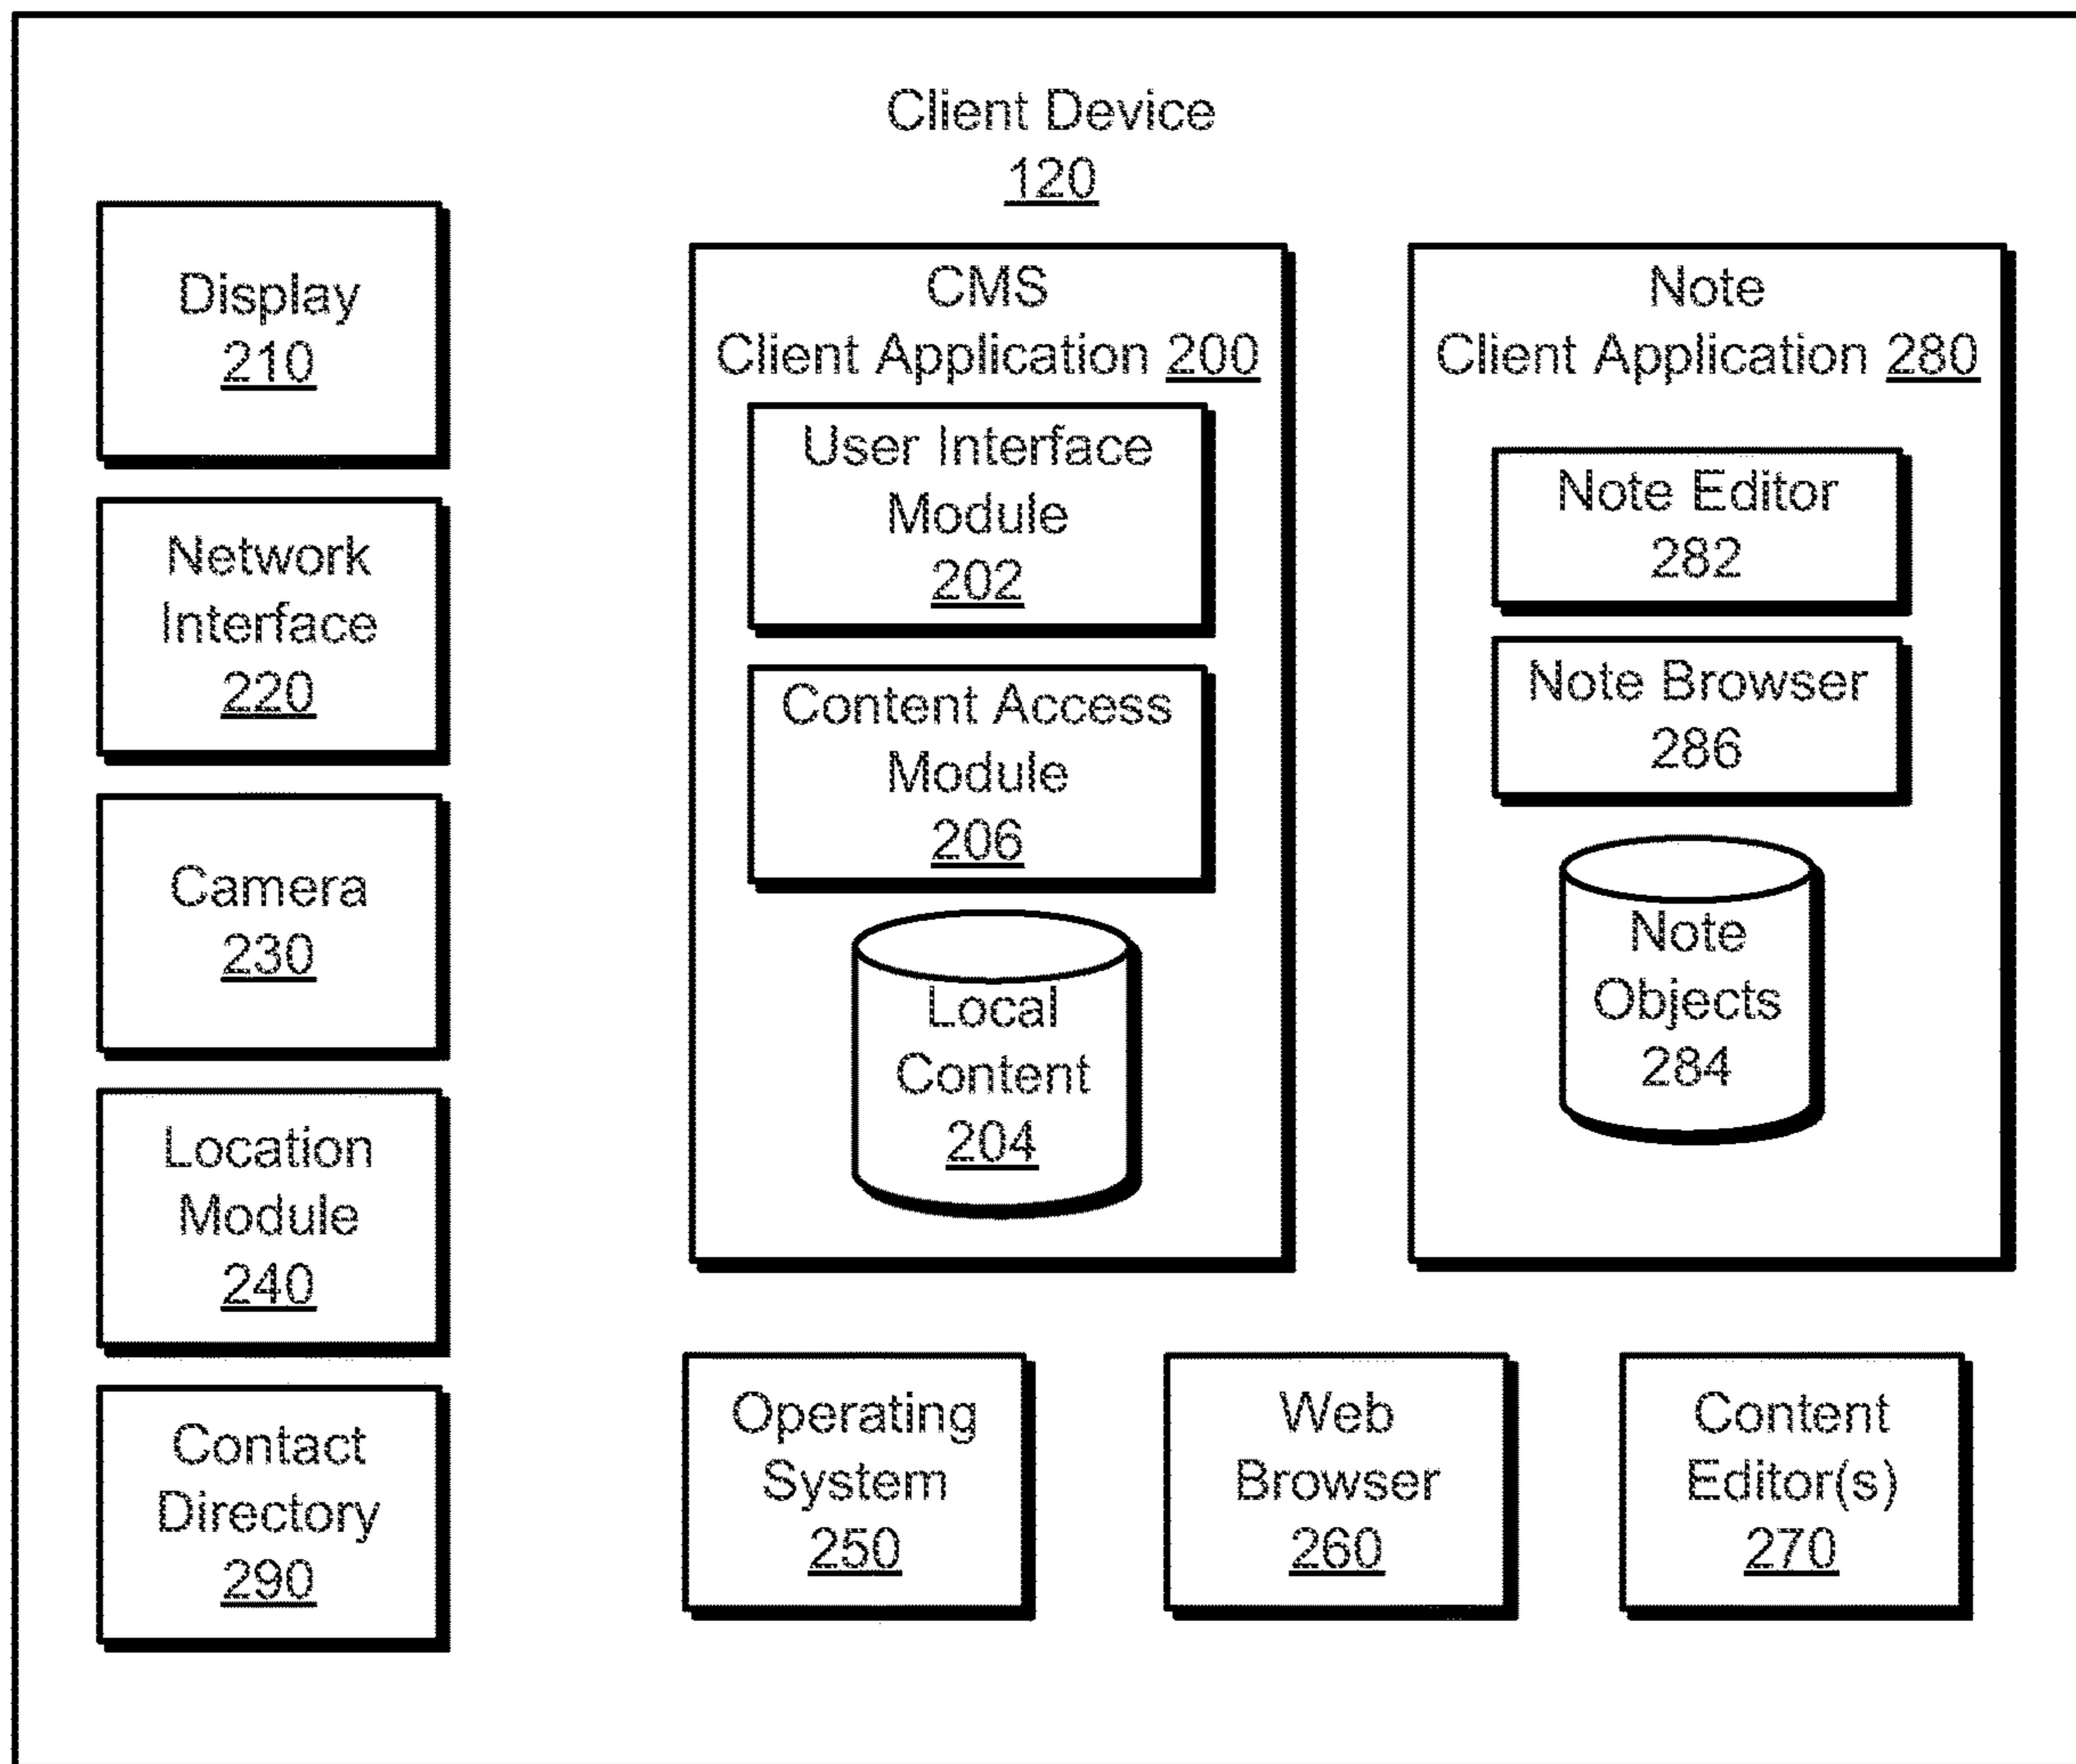 Client Device
120
Display
210
Network
Interface
220
Camera
230
Location
Module
240
Contact
Directory
290
CMS
Client Application 200
User Interface
Module
202
Content Access
Module
206
Local
Content
204
Note
Client Application 280
Note Editor
282
Note Browser
286
Note
Objects
284
Operating
System
250
Web
Browser
260
Content
Editor(s)
270